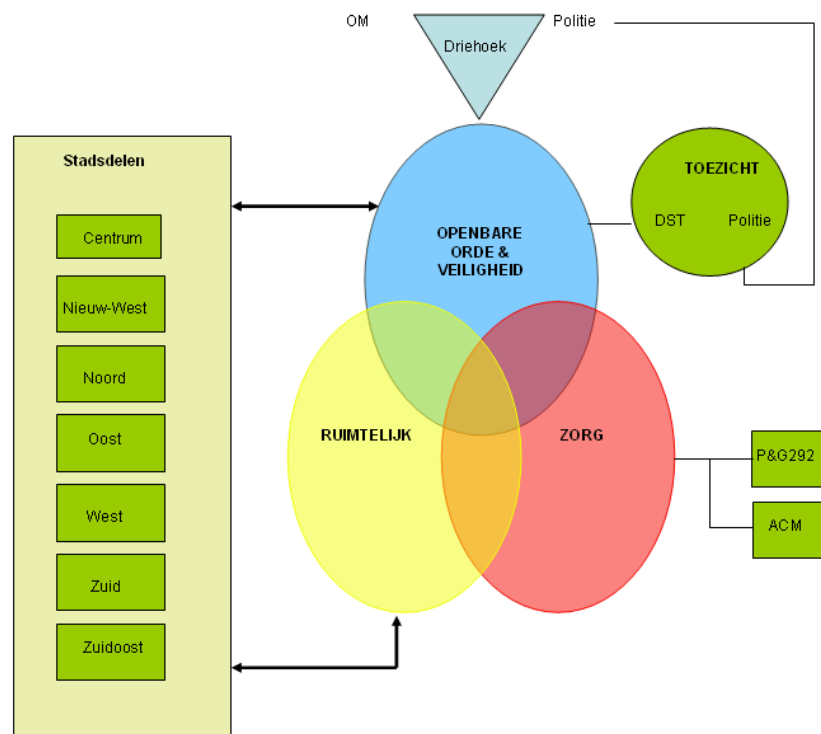 OM
Politie
Driehoek
Stadsdelen
Centrum
Nieuw-West
Noord
Oost
West
Zuid
Zuidoost
OPENBARE
ORDE &
VEILIGHEID
TOEZICHT
DST
Politie
RUIMTELIJK
ZORG
P&G292
ACM